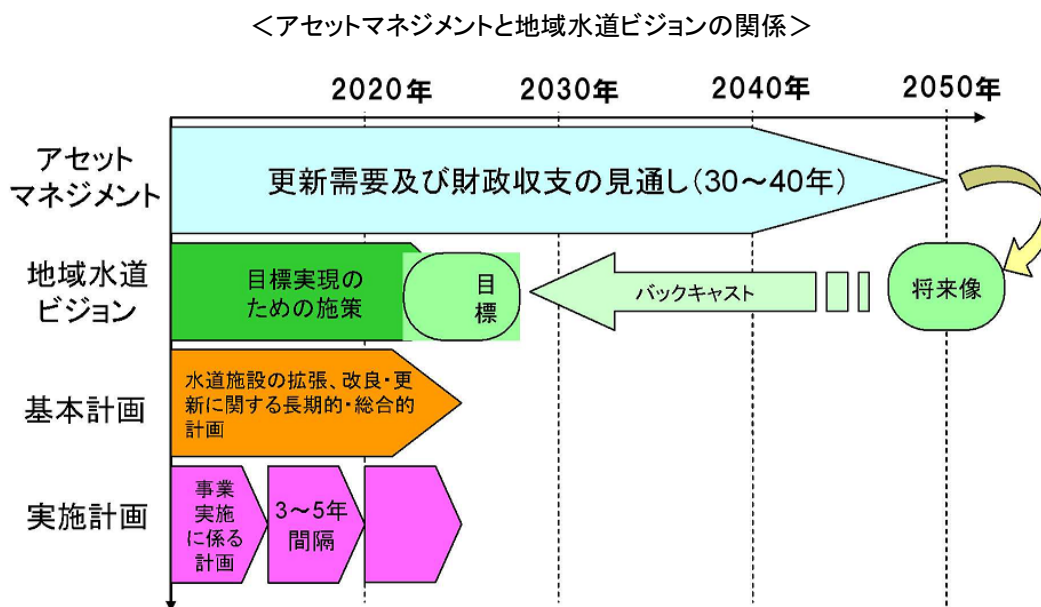 ＜アセットマネジメントと地域水道ビジョンの関係＞
2020年
2030年
2040年
2050年
アセット
マネジメント
更新需要及び財政収支の見通し(30～40年)
地域水道
ビジョン
目標実現の
ための施策
目
標
バックキャスト
将来像
基本計画
水道施設の拡張、改良・更
新に関する長期的・総合的
計画
実施計画
事業
実施
に係る
計画
3～5年
間隔